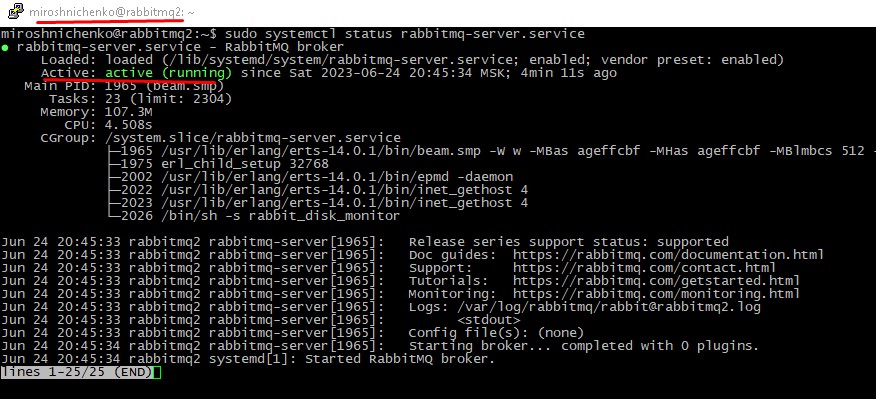 miroshnichenko@rabbitmq2: ~
miroshnichenko@rabbitmq2:~$ sudo systemctl status rabbitmq-server.service
● rabbitmq-server.service - RabbitMQ broker
Loaded: loaded (/lib/systemd/system/rabbitmq-server.service; enabled; vendor preset: enabled)
Active: active (running) since Sat 2023-06-24 20:45:34 MSK; 4min 11s ago
Main PID: 1965 (beam.smp)
Tasks: 23 (limit: 2304)
Memory: 107.3M
CPU: 4.508s
CGroup: /system.slice/rabbitmq-server.service
├─1965 /usr/lib/erlang/erts-14.0.1/bin/beam.smp -W w -MBas ageffcbf -MHas ageffcbf -MBlmbcs 512 -
├─1975 erl_child_setup 32768
├─2002 /usr/lib/erlang/erts-14.0.1/bin/epmd -daemon
├─2022 /usr/lib/erlang/erts-14.0.1/bin/inet_gethost 4
├─2023 /usr/lib/erlang/erts-14.0.1/bin/inet_gethost 4
└─2026 /bin/sh -s rabbit_disk_monitor
Jun 24 20:45:33 rabbitmq2 rabbitmq-server[1965]: Release series support status: supported
Jun 24 20:45:33 rabbitmq2 rabbitmq-server[1965]: Doc guides: https://rabbitmq.com/documentation.html
Jun 24 20:45:33 rabbitmq2 rabbitmq-server[1965]: Support: https://rabbitmq.com/contact.html
Jun 24 20:45:33 rabbitmq2 rabbitmq-server[1965]: Tutorials: https://rabbitmq.com/getstarted.html
Jun 24 20:45:33 rabbitmq2 rabbitmq-server[1965]: Monitoring: https://rabbitmq.com/monitoring.html
Jun 24 20:45:33 rabbitmq2 rabbitmq-server[1965]: Logs: /var/log/rabbitmq/rabbit@rabbitmq2.log
Jun 24 20:45:33 rabbitmq2 rabbitmq-server[1965]: <stdout>
Jun 24 20:45:33 rabbitmq2 rabbitmq-server[1965]: Config file(s): (none)
Jun 24 20:45:34 rabbitmq2 rabbitmq-server[1965]: Starting broker... completed with 0 plugins.
Jun 24 20:45:34 rabbitmq2 systemd[1]: Started RabbitMQ broker.
lines 1-25/25 (END)